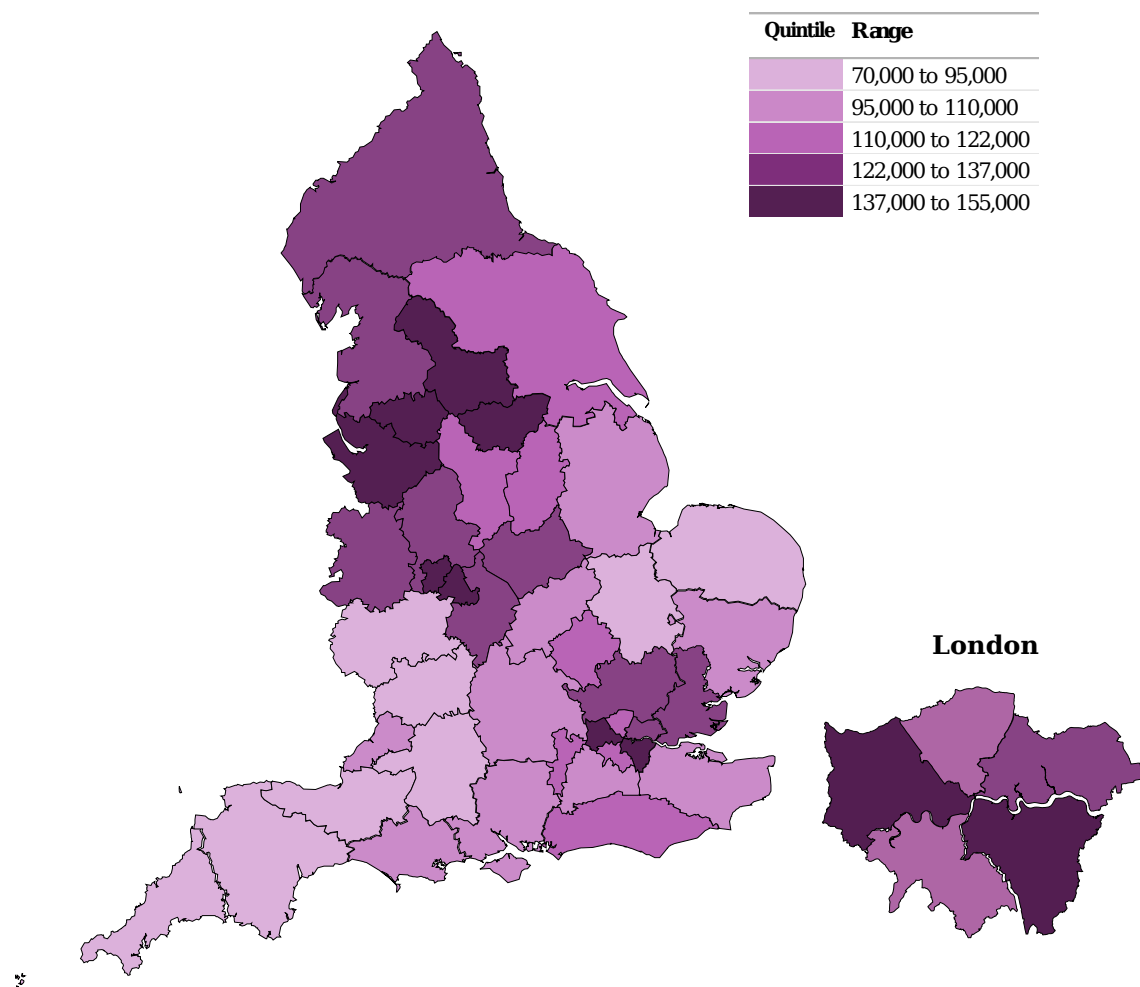 Quintile Range
70,000 to 95,000
95,000 to 110,000
110,000 to 122,000
122,000 to 137,000
137,000 to 155,000
London